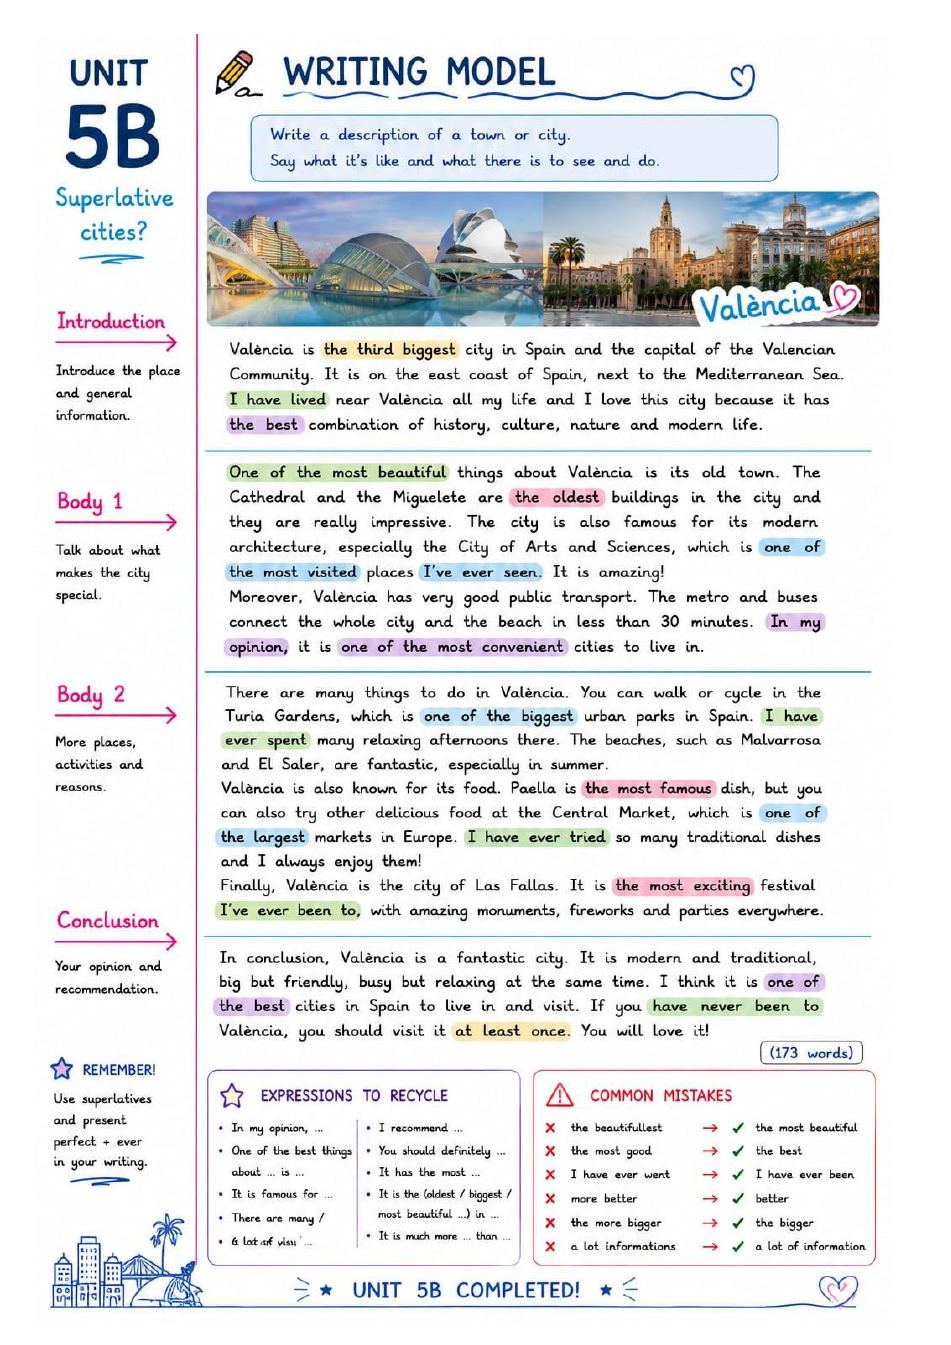 UNIT
5B
Superlative
cities?
WRITING MODEL
Write a description of a town or city.
Say what it's like and what there is to see and do.
València
Introduction
Introduce the place
and general
information.
València is the third biggest city in Spain and the capital of the Valencian
Community. It is on the east coast of Spain, next to the Mediterranean Sea.
I have lived near València all my life and I love this city because it has
the best combination of history, culture, nature and modern life.
Body 1
Talk about what
makes the city
special.
One of the most beautiful things about València is its old town. The
Cathedral and the Miguelete are the oldest buildings in the city and
they are really impressive. The city is also famous for its modern
architecture, especially the City of Arts and Sciences, which is one of
the most visited places I've ever seen. It is amazing!
Moreover, València has very good public transport. The metro and buses
connect the whole city and the beach in less than 30 minutes. In my
opinion, it is one of the most convenient cities to live in.
Body 2
More places,
activities and
reasons.
There are many things to do in València. You can walk or cycle in the
Turia Gardens, which is one of the biggest urban parks in Spain. I have
ever spent many relaxing afternoons there. The beaches, such as Malvarrosa
and El Saler, are fantastic, especially in summer.
València is also known for its food. Paella is the most famous dish, but you
can also try other delicious food at the Central Market, which is one of
the largest markets in Europe. I have ever tried so many traditional dishes
and I always enjoy them!
Finally, València is the city of Las Fallas. It is the most exciting festival
I've ever been to, with amazing monuments, fireworks and parties everywhere.
Conclusion
Your opinion and
recommendation.
In conclusion, València is a fantastic city. It is modern and traditional,
big but friendly, busy but relaxing at the same time. I think it is one of
the best cities in Spain to live in and visit. If you have never been to
València, you should visit it at least once. You will love it!
(173 words)
REMEMBER!
Use superlatives
and present
perfect + ever
in your writing.
EXPRESSIONS TO RECYCLE
• In my opinion, ...
• One of the best things
about ... is ...
• It is famous for ...
• There are many /
• a lot of
• I recommend ...
• You should definitely ...
• It has the most ...
• It is the (oldest / biggest /
most beautiful ...) in ...
• It is much more ... than ...
COMMON MISTAKES
✗ the beautifullest → ✓ the most beautiful
✗ the most good → ✓ the best
✗ I have ever went → ✓ I have ever been
✗ more better → ✓ better
✗ the more bigger → ✓ the bigger
✗ a lot informations → ✓ a lot of information
UNIT 5B COMPLETED!